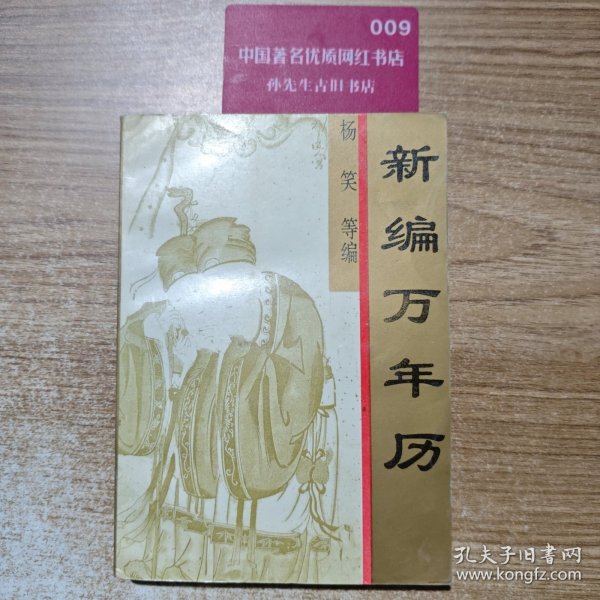 009
中国著名优质网红书店
孙先生古旧书店
新编万年历
杨笑等编
孔夫子旧书网
www.kongfz.com